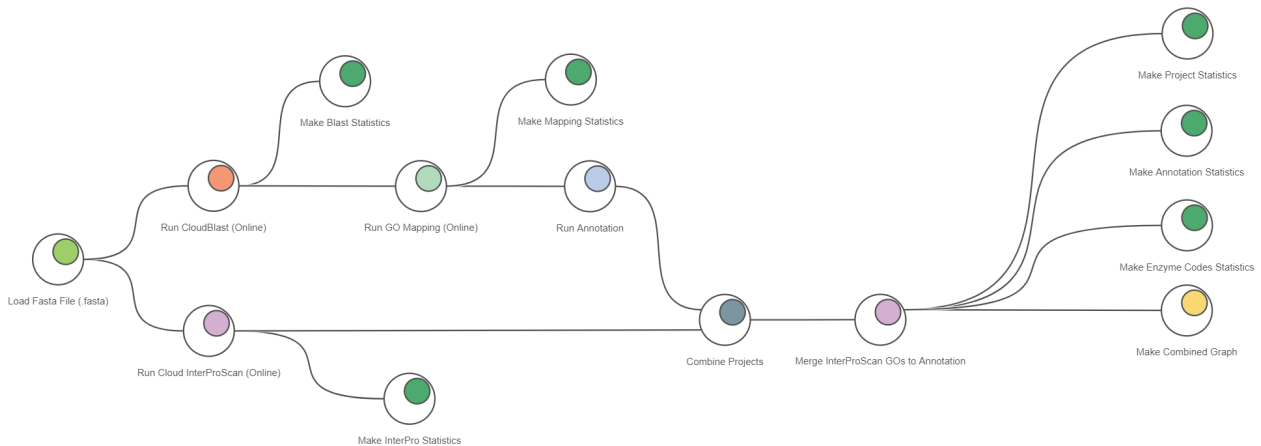 Make Project Statistics
Make Blast Statistics
Make Mapping Statistics
Make Annotation Statistics
Run CloudBlast (Online)
Run GO Mapping (Online)
Run Annotation
Make Enzyme Codes Statistics
Load Fasta File (.fasta)
Make Combined Graph
Combine Projects
Merge InterProScan GOs to Annotation
Run Cloud InterProScan (Online)
Make InterPro Statistics